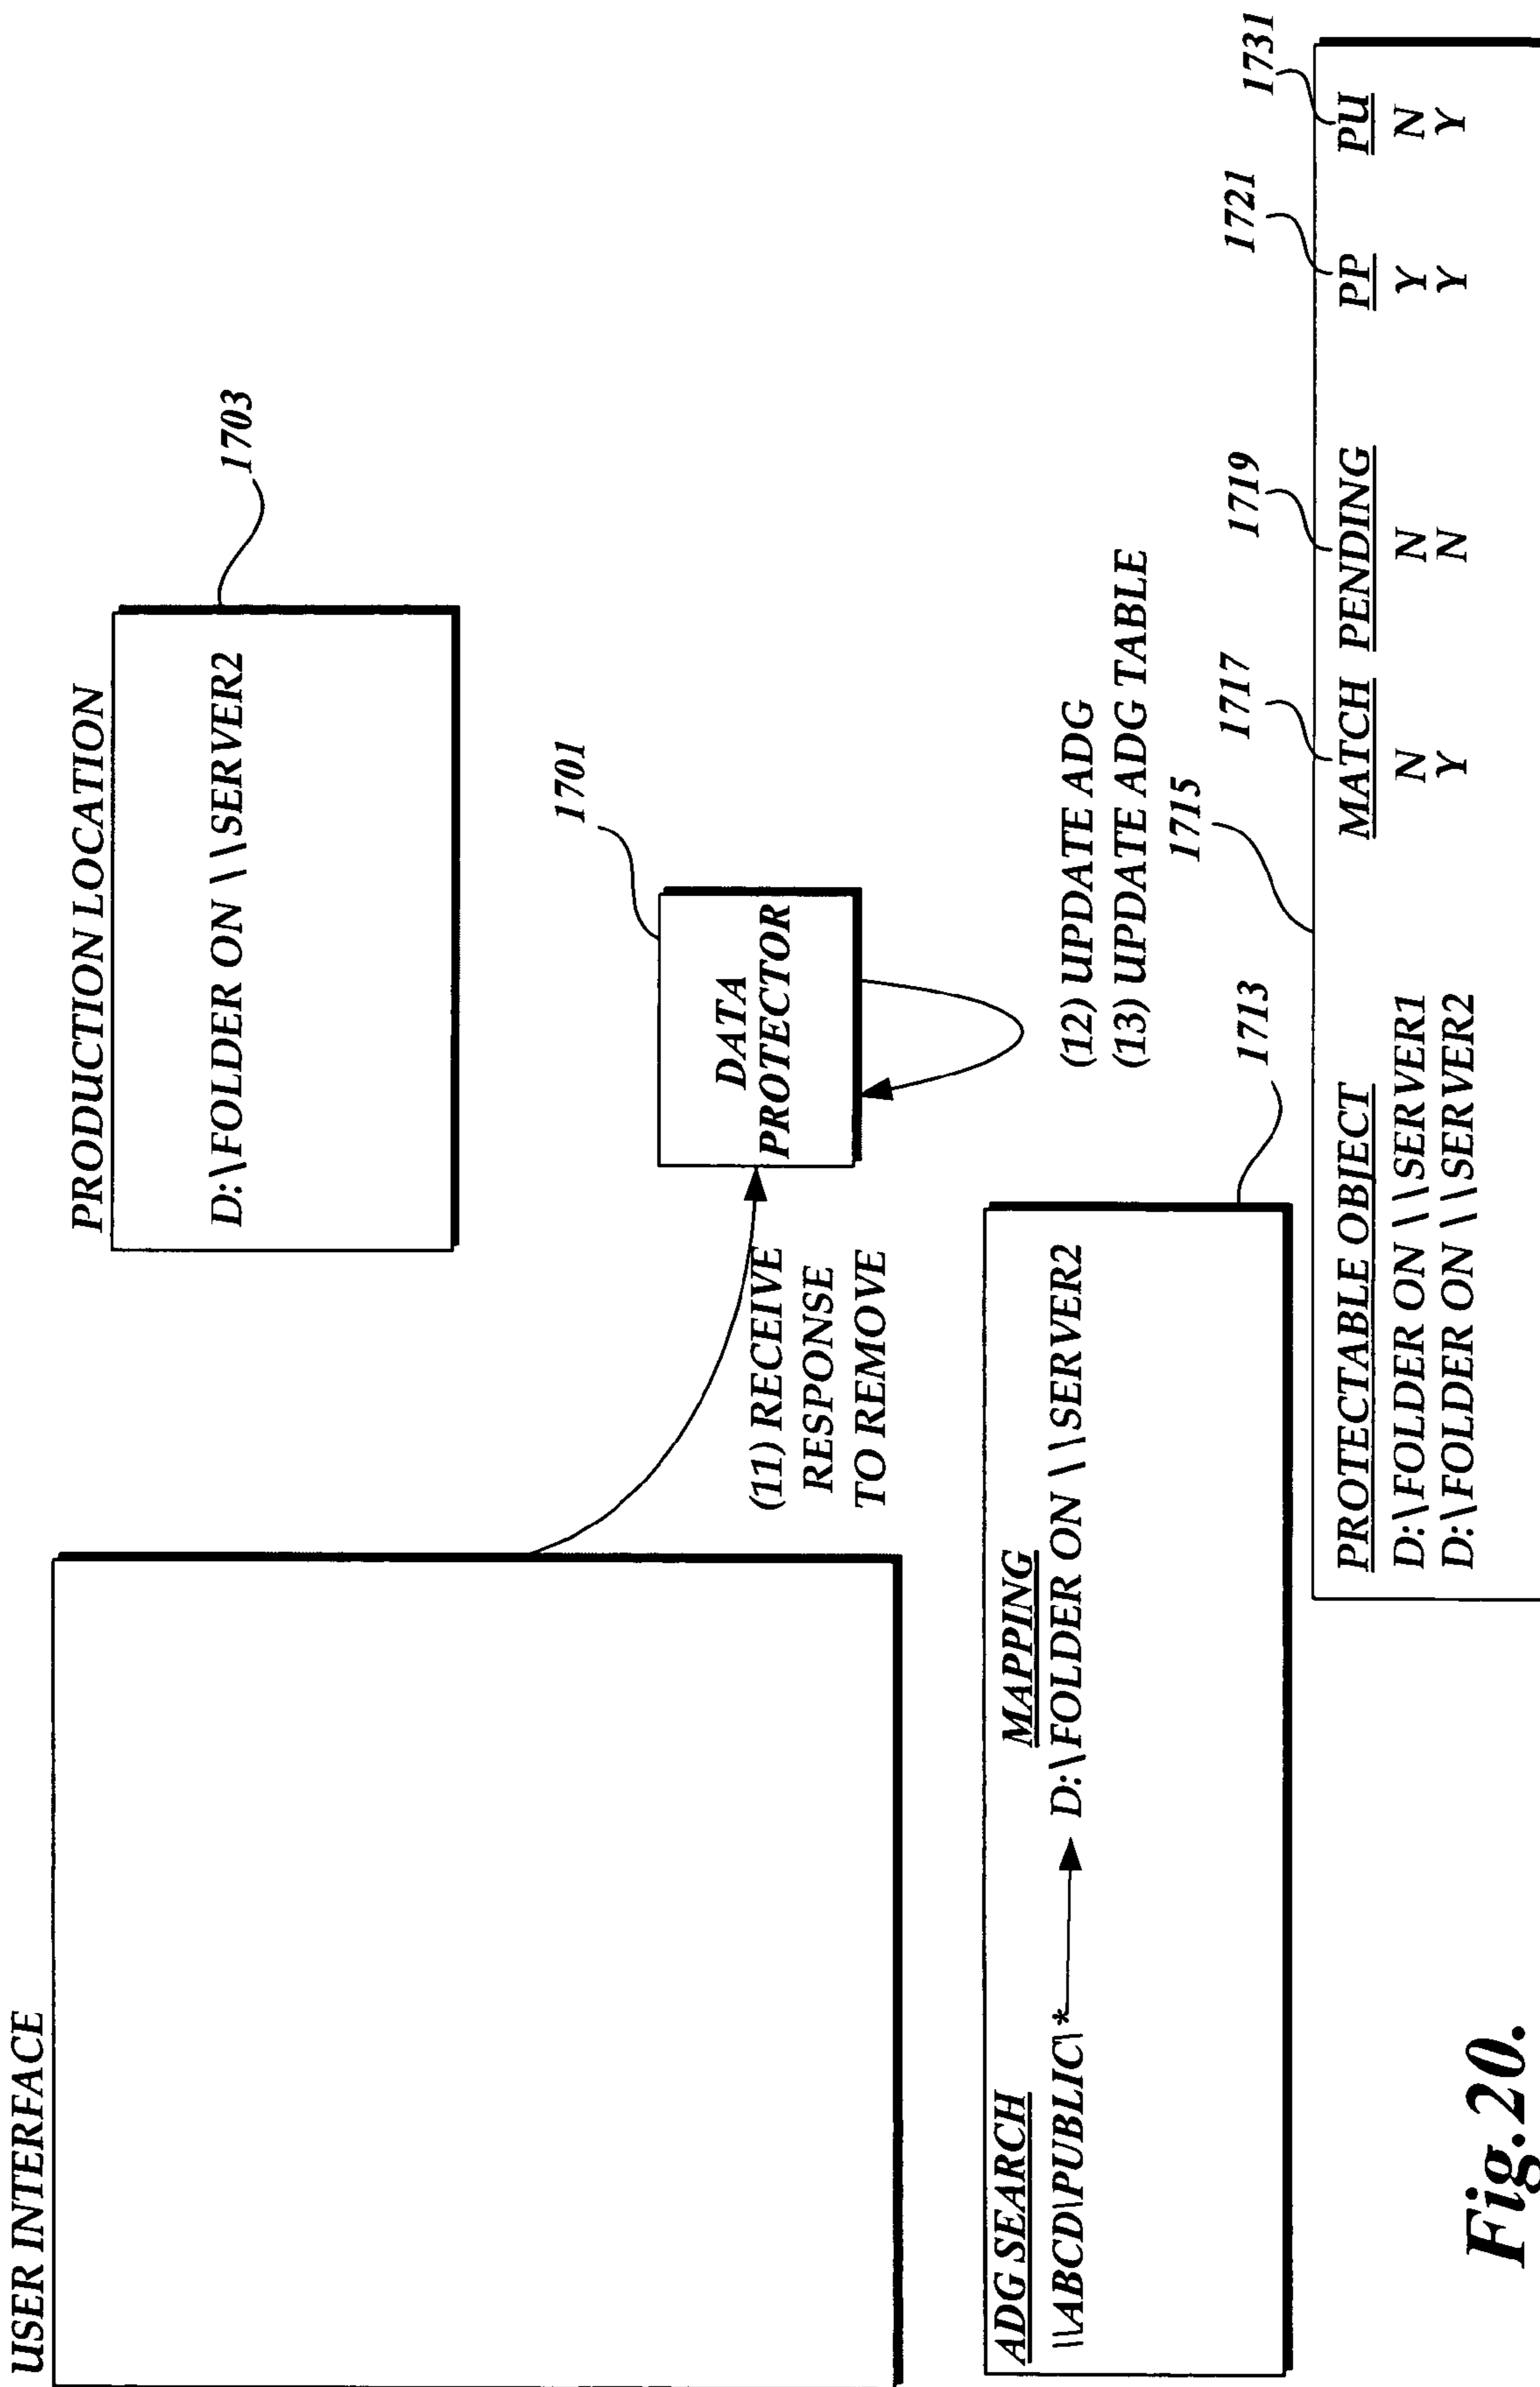 USER INTERFACE
PRODUCTION LOCATION
D:\FOLDER ON \\SERVER2
1703
1701
DATA
PROTECTOR
(11) RECEIVE
RESPONSE
TO REMOVE
(12) UPDATE ADG
(13) UPDATE ADG TABLE
ADG SEARCH MAPPING
\\ABCD\PUBLIC\* D:\FOLDER ON \\SERVER2
1713
1715
1717
1719
1721
1731
PROTECTABLE OBJECT MATCH PENDING PP PU
D:\FOLDER ON \\SERVER1 N N Y N
D:\FOLDER ON \\SERVER2 Y N Y Y
Fig.20.